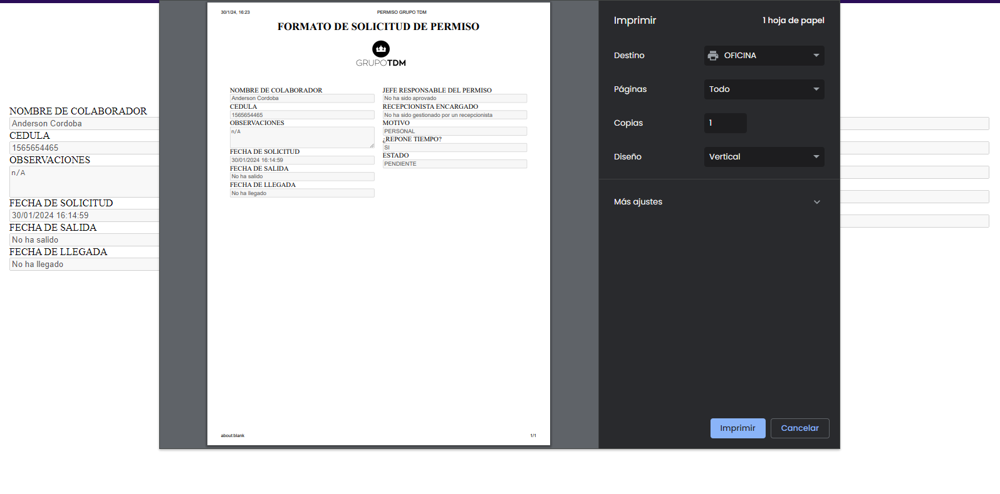 NOMBRE DE COLABORADOR
Anderson Cordoba
CEDULA
1565654465
OBSERVACIONES
n/A
FECHA DE SOLICITUD
30/01/2024 16:14:59
FECHA DE SALIDA
No ha salido
FECHA DE LLEGADA
No ha llegado
30/1/24, 16:23
PERMISO GRUPO TDM
FORMATO DE SOLICITUD DE PERMISO
GRUPOTDM
NOMBRE DE COLABORADOR
Anderson Cordoba
CEDULA
1565654465
OBSERVACIONES
n/A
FECHA DE SOLICITUD
30/01/2024 16:14:59
FECHA DE SALIDA
No ha salido
FECHA DE LLEGADA
No ha llegado
JEFE RESPONSABLE DEL PERMISO
No ha sido aprovado
RECEPCIONISTA ENCARGADO
No ha sido gestionado por un recepcionista
MOTIVO
PERSONAL
¿REPONE TIEMPO?
SI
ESTADO
PENDIENTE
about:blank
1/1
Imprimir
1 hoja de papel
Destino
OFICINA
Páginas
Todo
Copias
1
Diseño
Vertical
Más ajustes
Imprimir
Cancelar